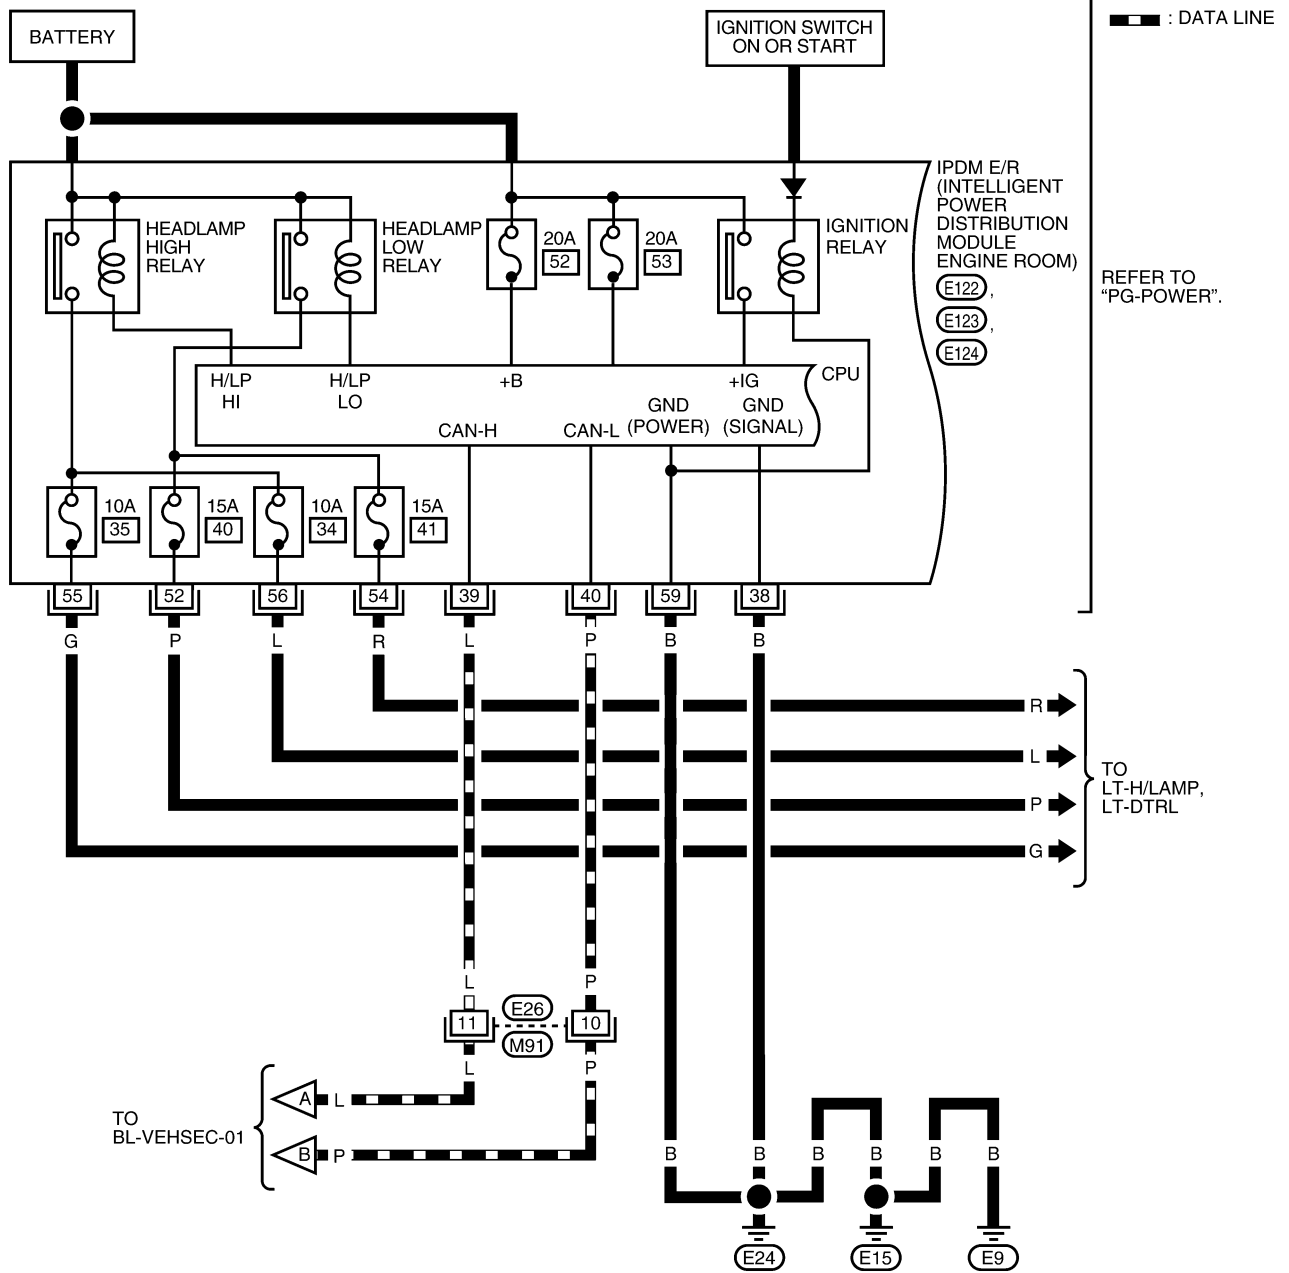 BATTERY
IGNITION SWITCH
ON OR START
: DATA LINE
IPDM E/R
(INTELLIGENT
POWER
DISTRIBUTION
MODULE
ENGINE ROOM)
E122 ,
E123 ,
E124
REFER TO
“PG-POWER”.
HEADLAMP
HIGH
RELAY
HEADLAMP
LOW
RELAY
20A
52
20A
53
IGNITION
RELAY
H/LP
HI
H/LP
LO
+B
+IG
CPU
CAN-H
CAN-L
GND
(POWER)
GND
(SIGNAL)
10A
35
15A
40
10A
34
15A
41
55 52 56 54 39 40 59 38
G P L R L P B B
R
L
P
G
TO
LT-H/LAMP,
LT-DTRL
L P
11 E26 10
M91
L P
A L
B P
TO
BL-VEHSEC-01
B B B B B B
E24 E15 E9